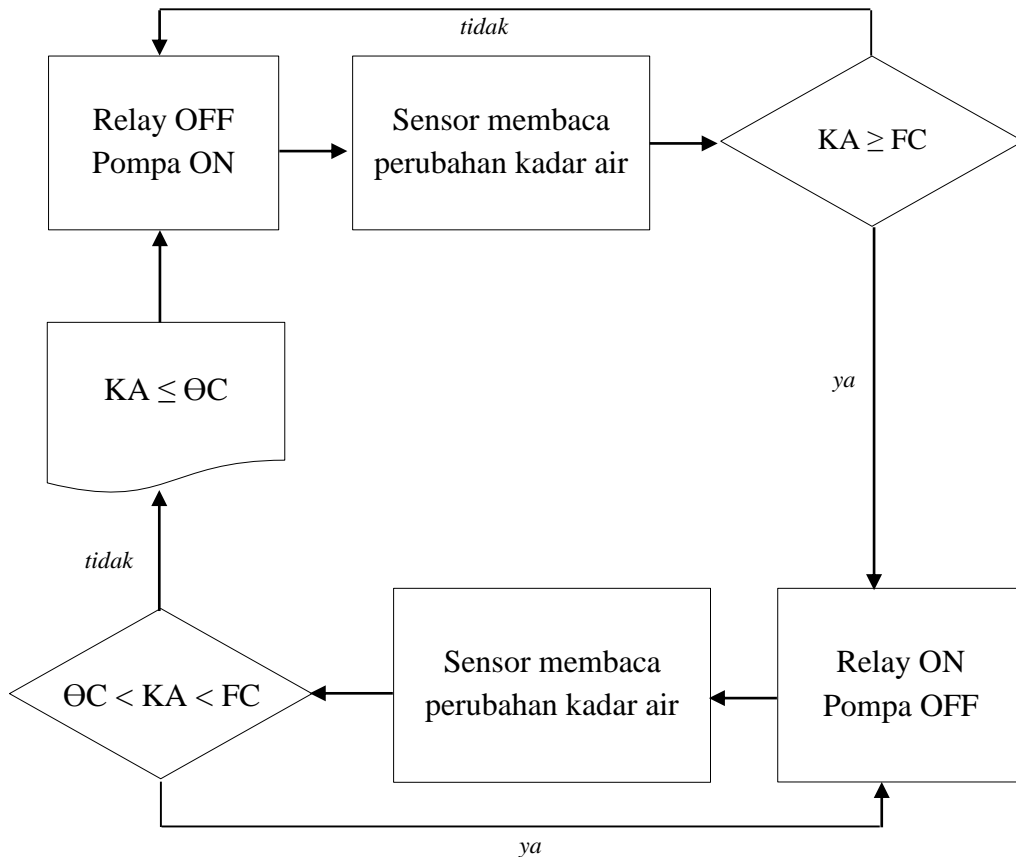 tidak
Relay OFF
Pompa ON
Sensor membaca
perubahan kadar air
KA ≥ FC
ya
KA ≤ ϴC
tidak
ϴC < KA < FC
Sensor membaca
perubahan kadar air
Relay ON
Pompa OFF
ya